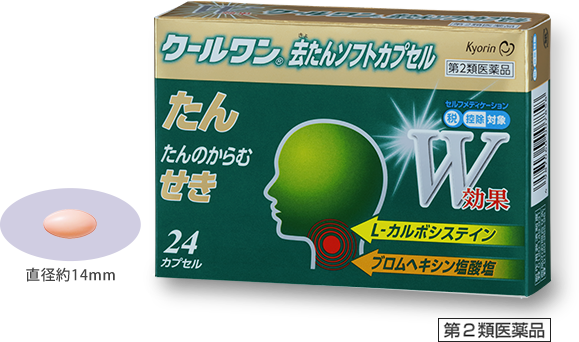 クールワン® 去たんソフトカプセル
Kyorin
第2類医薬品
セルフメディケーション
税 控除 対象
たん
たんのからむ
せき
W
効果
L-カルボシステイン
ブロムヘキシン塩酸塩
24
カプセル
直径約14mm
第2類医薬品